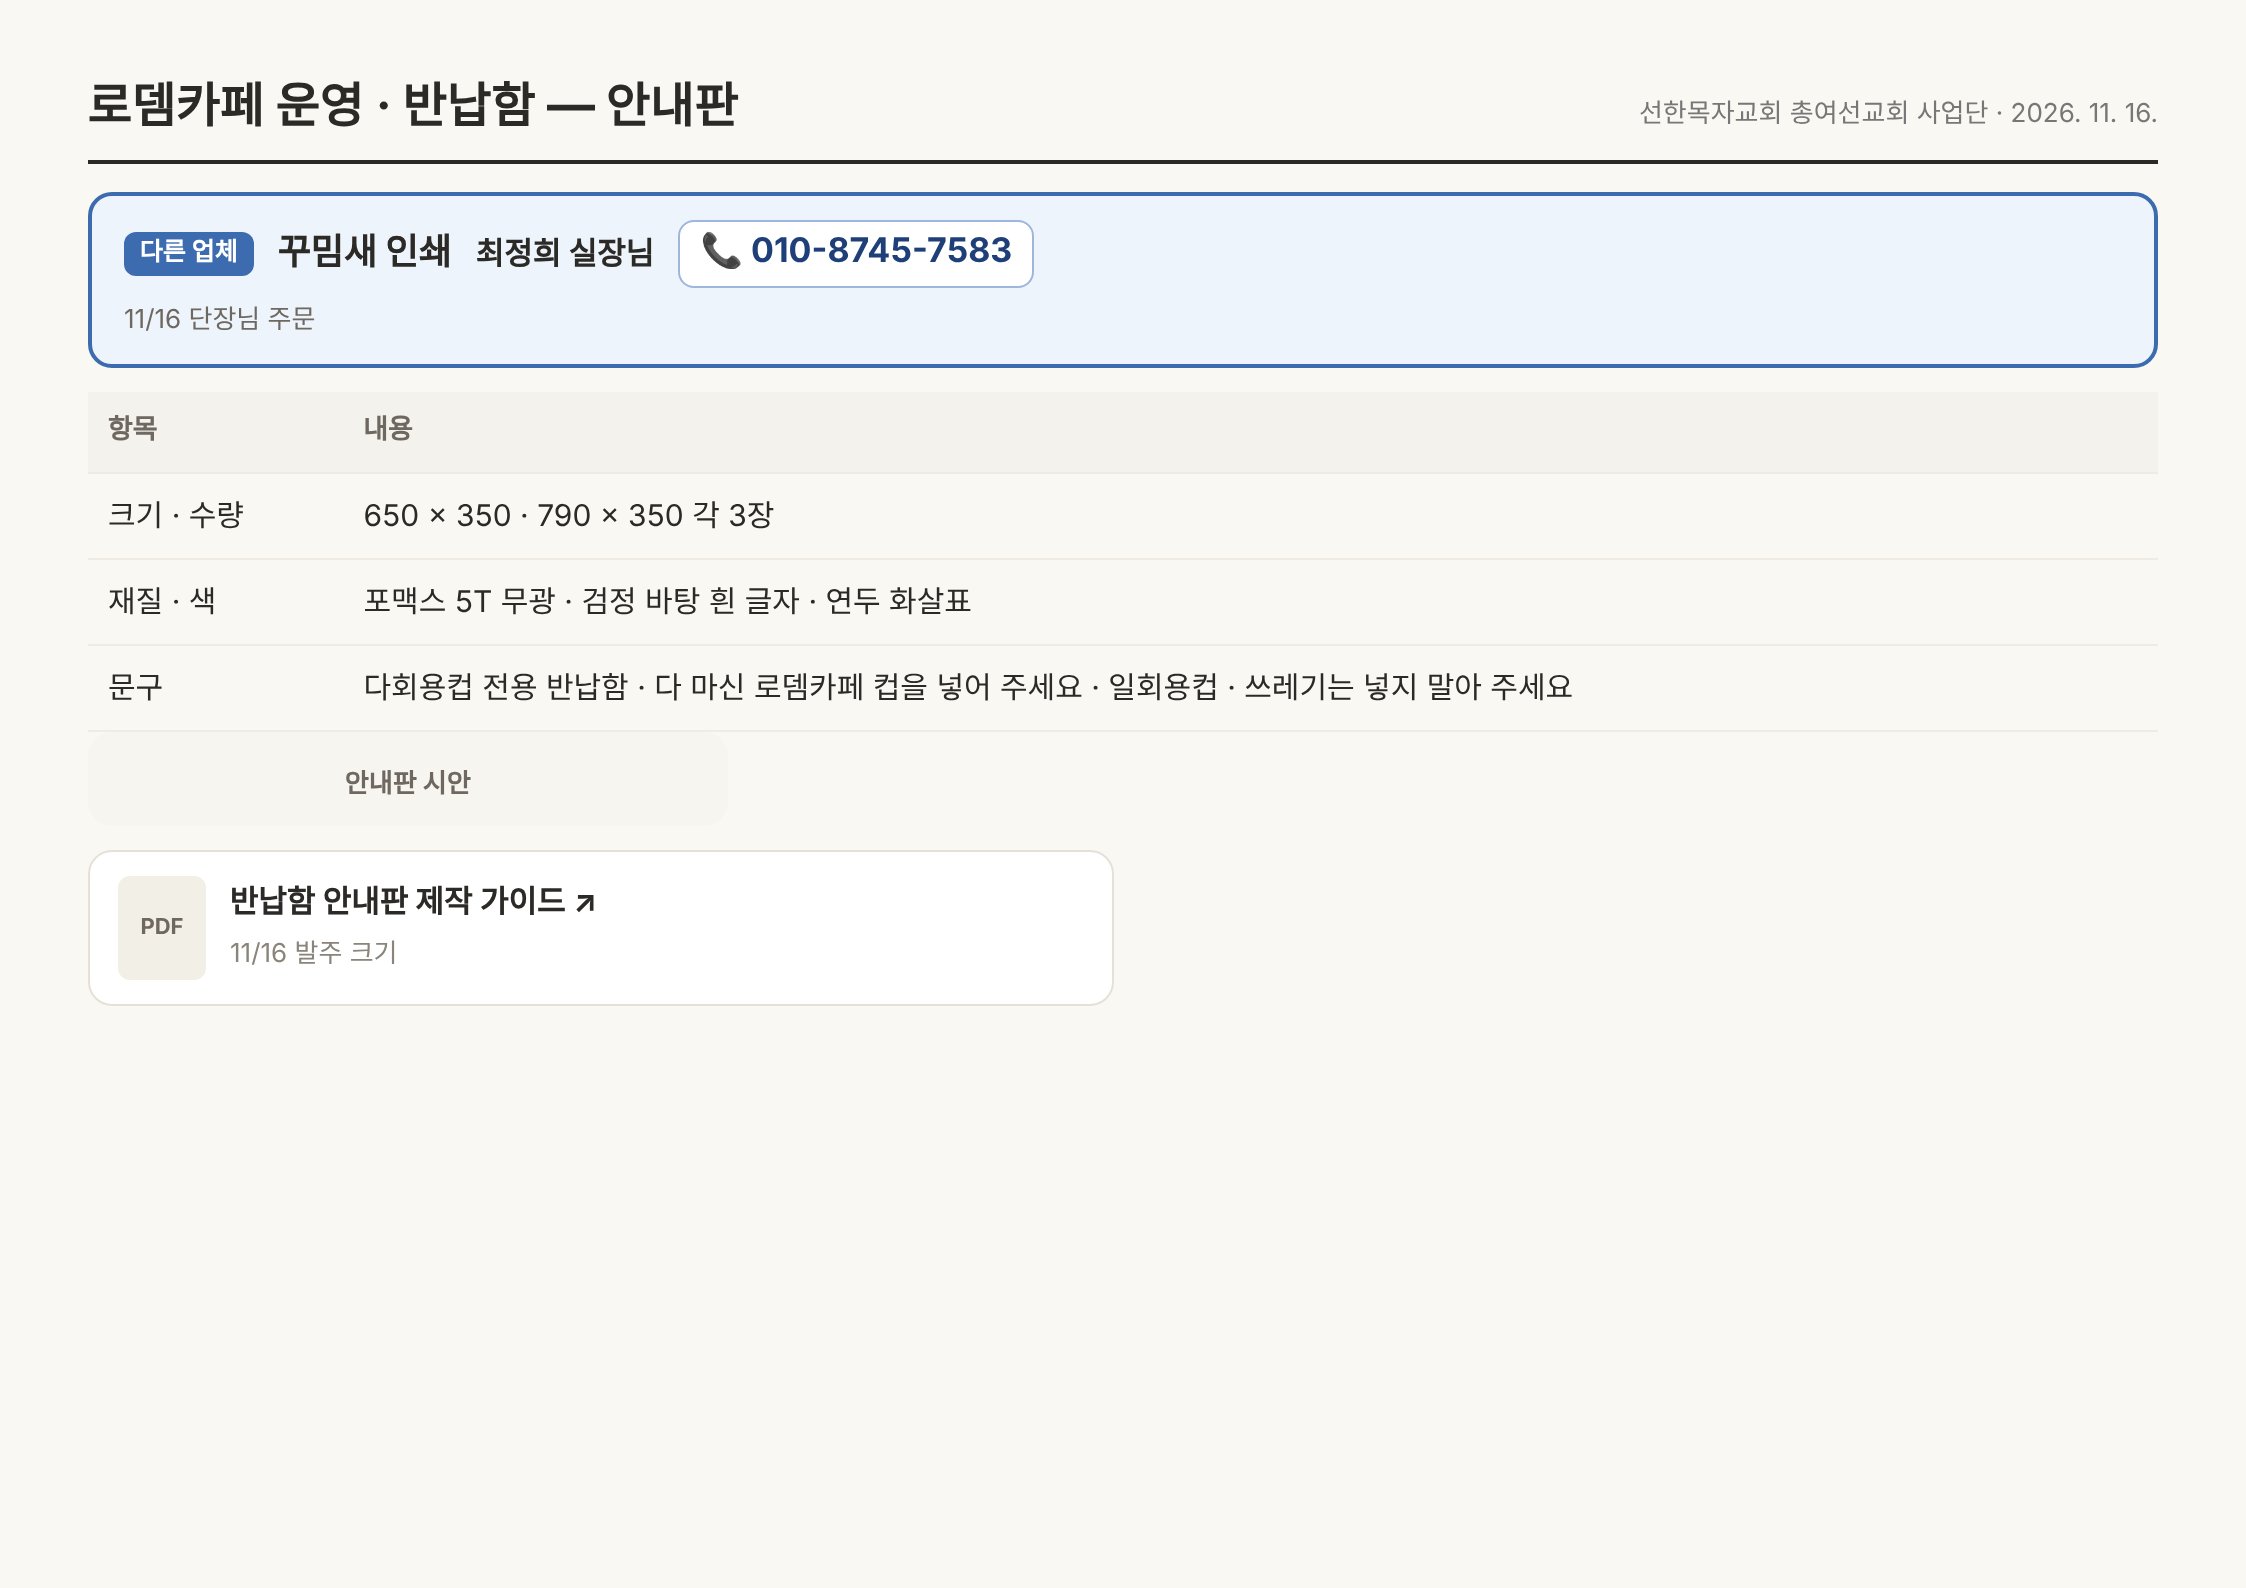 로뎀카페 운영 · 반납함 — 안내판
선한목자교회 총여선교회 사업단 · 2026. 11. 16.
다른 업체 꾸밈새 인쇄 최정희 실장님 📞 010-8745-7583
11/16 단장님 주문
항목 내용
크기 · 수량 650 × 350 · 790 × 350 각 3장
재질 · 색 포맥스 5T 무광 · 검정 바탕 흰 글자 · 연두 화살표
문구 다회용컵 전용 반납함 · 다 마신 로뎀카페 컵을 넣어 주세요 · 일회용컵 · 쓰레기는 넣지 말아 주세요
안내판 시안
PDF
반납함 안내판 제작 가이드 ↗
11/16 발주 크기